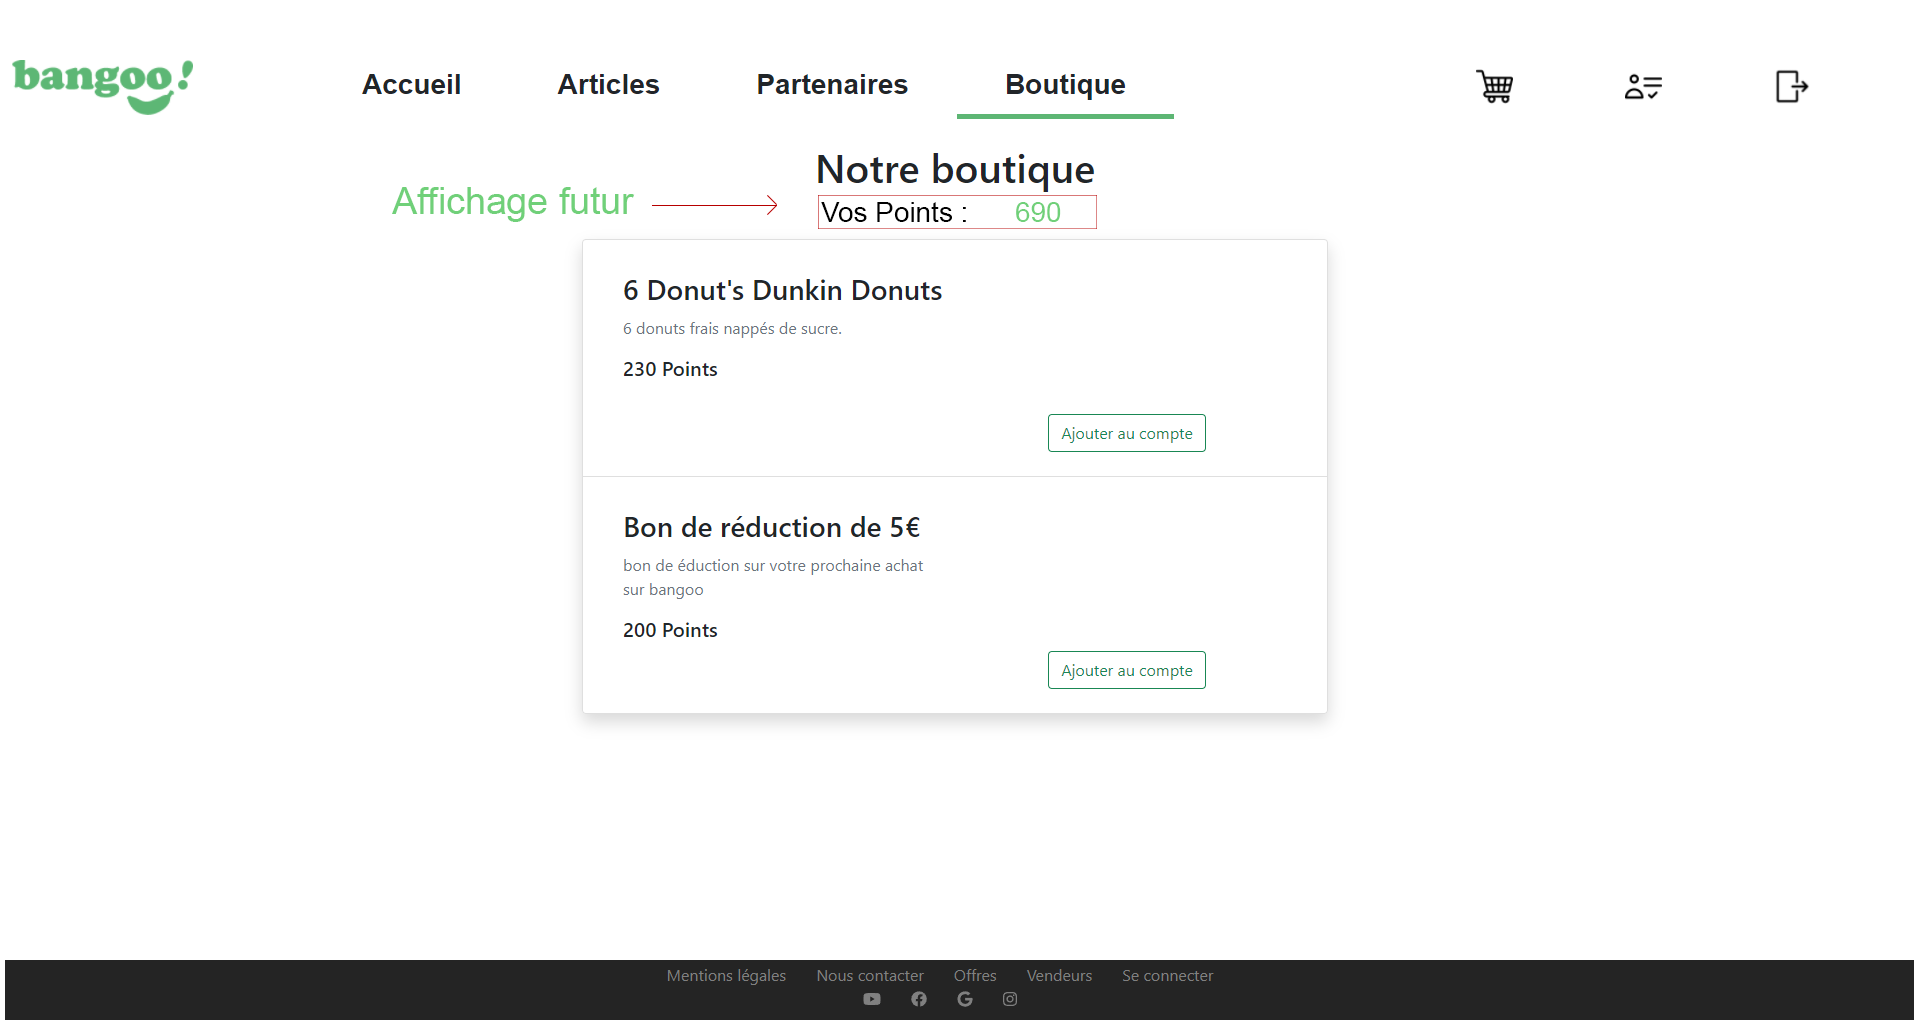 bangoo!
Accueil Articles Partenaires Boutique
Notre boutique
Affichage futur
Vos Points : 690
6 Donut's Dunkin Donuts
6 donuts frais nappés de sucre.
230 Points
Ajouter au compte
Bon de réduction de 5€
bon de éduction sur votre prochaine achat
sur bangoo
200 Points
Ajouter au compte
Mentions légales Nous contacter Offres Vendeurs Se connecter